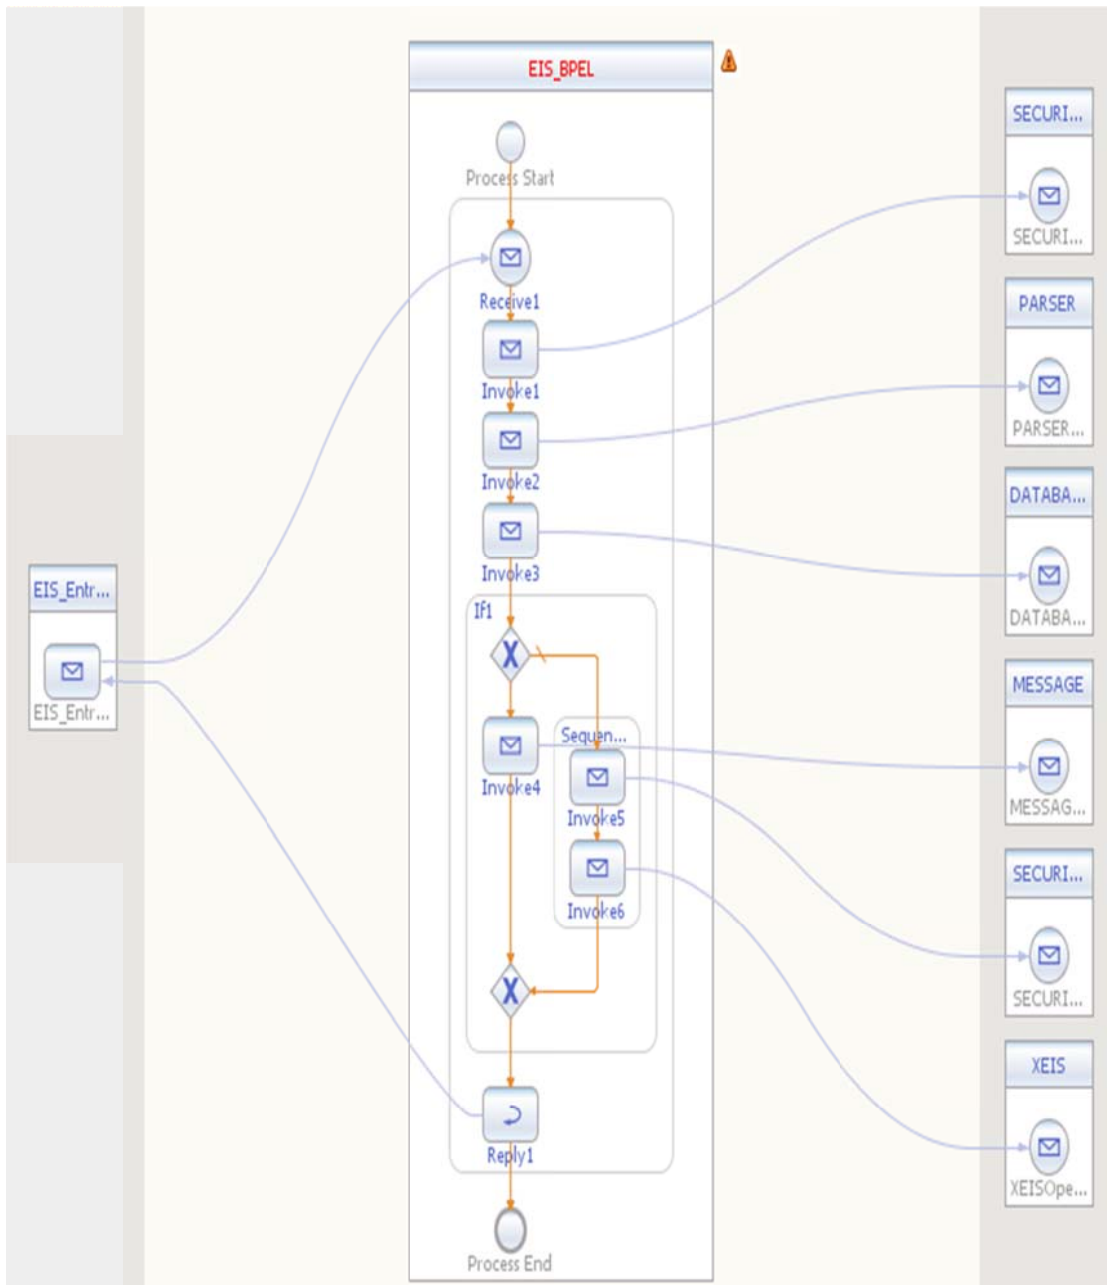 EIS_BPEL
Process Start
Receive1
Invoke1
Invoke2
Invoke3
If1
Invoke4
Sequen...
Invoke5
Invoke6
Reply1
Process End
EIS_Entr...
EIS_Entr...
SECURI...
SECURI...
PARSER
PARSER...
DATABA...
DATABA...
MESSAGE
MESSAG...
SECURI...
SECURI...
XEIS
XEISOpe...